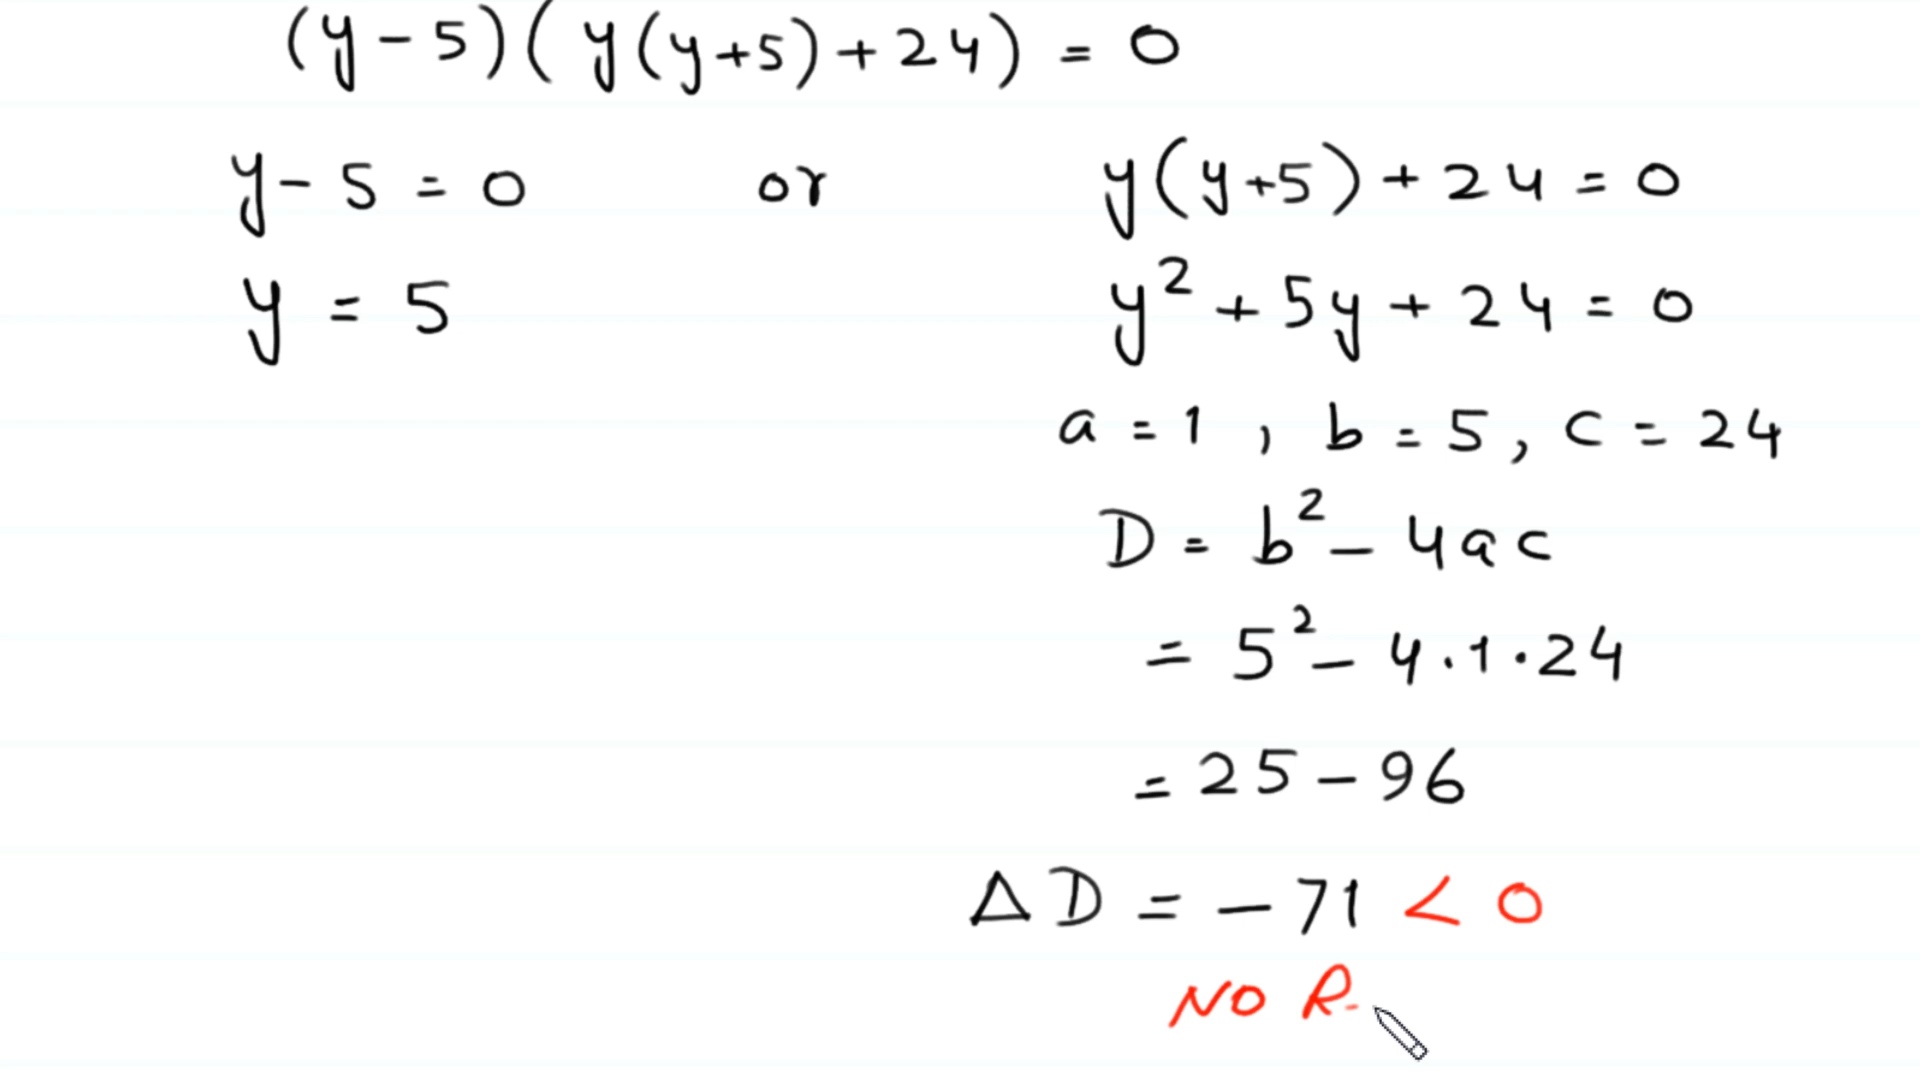 (y-5)(y(y+5)+24) = 0
y-5=0 or y(y+5)+24=0
y = 5 y²+5y+24=0
a=1, b=5, c=24
D = b²-4ac
= 5²-4.1.24
= 25-96
Δ D = -71 < 0
NO R